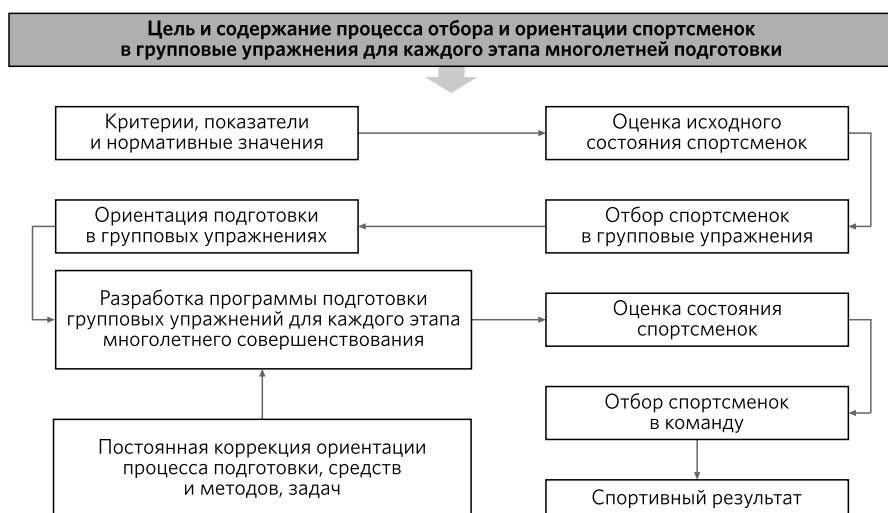 Цель и содержание процесса отбора и ориентации спортсменок
в групповые упражнения для каждого этапа многолетней подготовки
Критерии, показатели
и нормативные значения
Оценка исходного
состояния спортсменок
Ориентация подготовки
в групповых упражнениях
Отбор спортсменок
в групповые упражнения
Разработка программы подготовки
групповых упражнений для каждого этапа
многолетнего совершенствования
Оценка состояния
спортсменок
Отбор спортсменок
в команду
Постоянная коррекция ориентации
процесса подготовки, средств
и методов, задач
Спортивный результат